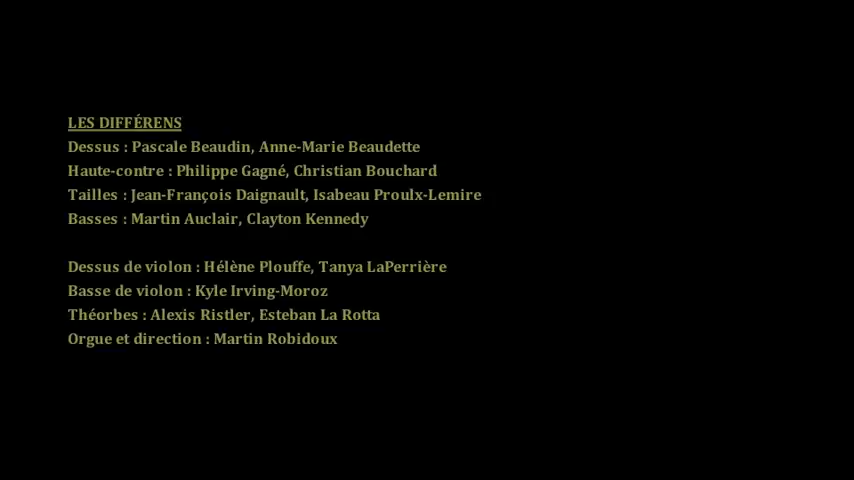 LES DIFFÉRENS
Dessus : Pascale Beaudin, Anne-Marie Beaudette
Haute-contre : Philippe Gagné, Christian Bouchard
Tailles : Jean-François Daignault, Isabeau Proulx-Lemire
Basses : Martin Auclair, Clayton Kennedy
Dessus de violon : Hélène Plouffe, Tanya LaPerrière
Basse de violon : Kyle Irving-Moroz
Théorbes : Alexis Ristler, Esteban La Rotta
Orgue et direction : Martin Robidoux